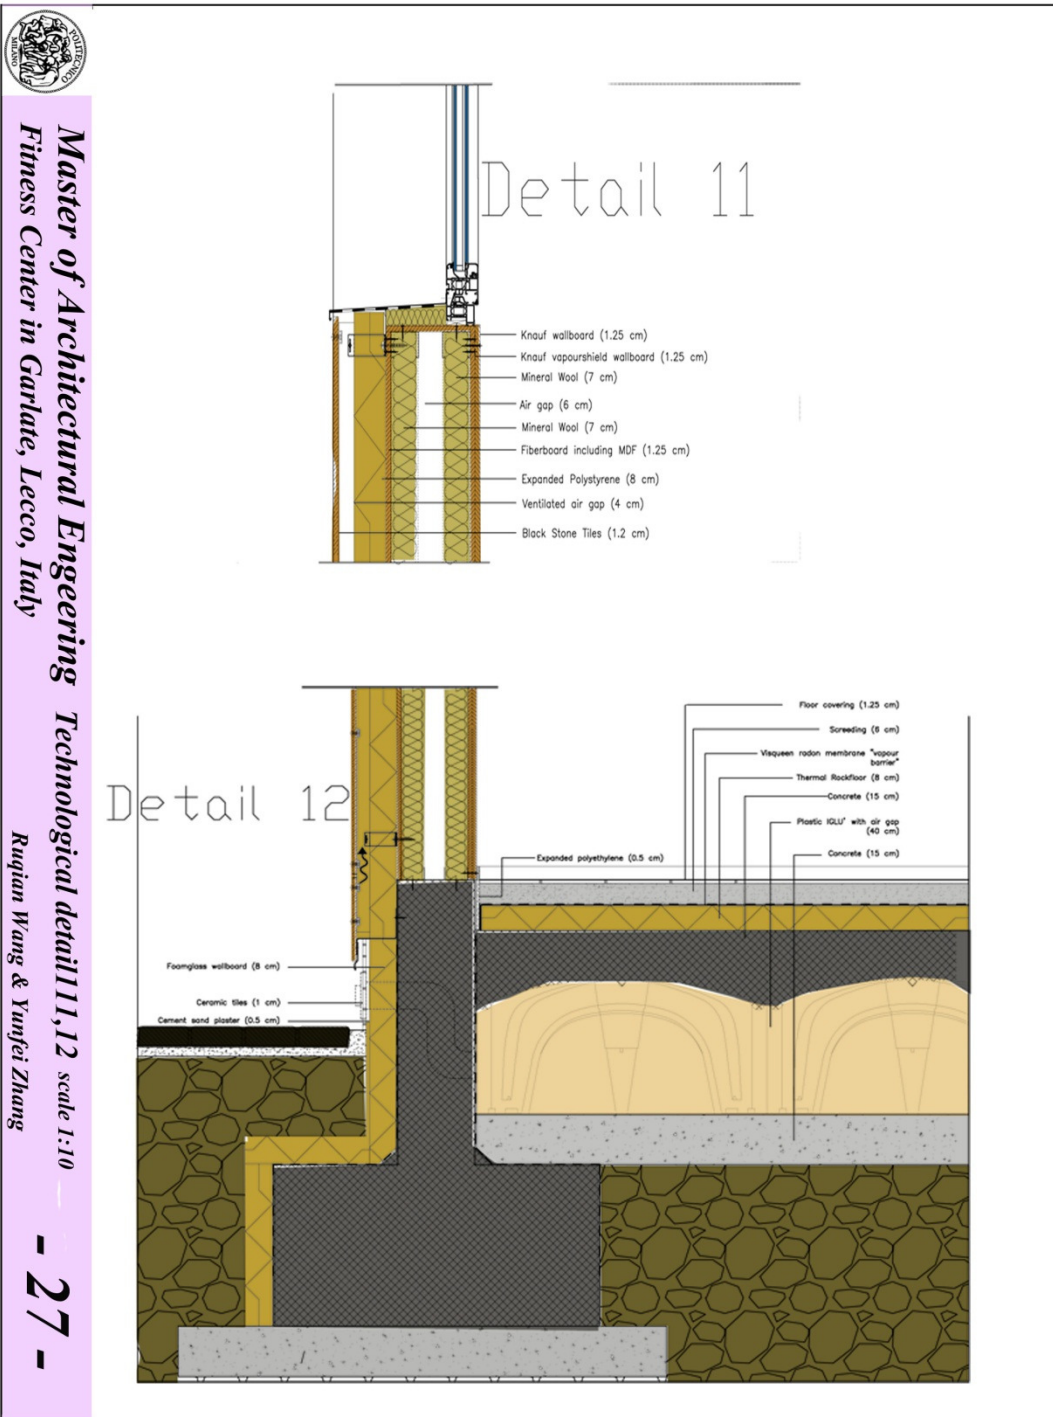 POLITECNICO
MILANO
Master of Architectural Engeering Technological detail11,12 scale 1:10
Fitness Center in Garlate, Lecco, Italy
Ruqian Wang & Yunfei Zhang
- 27 -
Detail 11
Knauf wallboard (1.25 cm)
Knauf vapourshield wallboard (1.25 cm)
Mineral Wool (7 cm)
Air gap (6 cm)
Mineral Wool (7 cm)
Fiberboard including MDF (1.25 cm)
Expanded Polystyrene (8 cm)
Ventilated air gap (4 cm)
Black Stone Tiles (1.2 cm)
Detail 12
Floor covering (1.25 cm)
Screeding (6 cm)
Visqueen radon membrane "vapour
barrier"
Thermal Rockfloor (8 cm)
Concrete (15 cm)
Plastic IGLU' with air gap
(40 cm)
Concrete (15 cm)
Expanded polyethylene (0.5 cm)
Foamglass wallboard (8 cm)
Ceramic tiles (1 cm)
Cement sand plaster (0.5 cm)